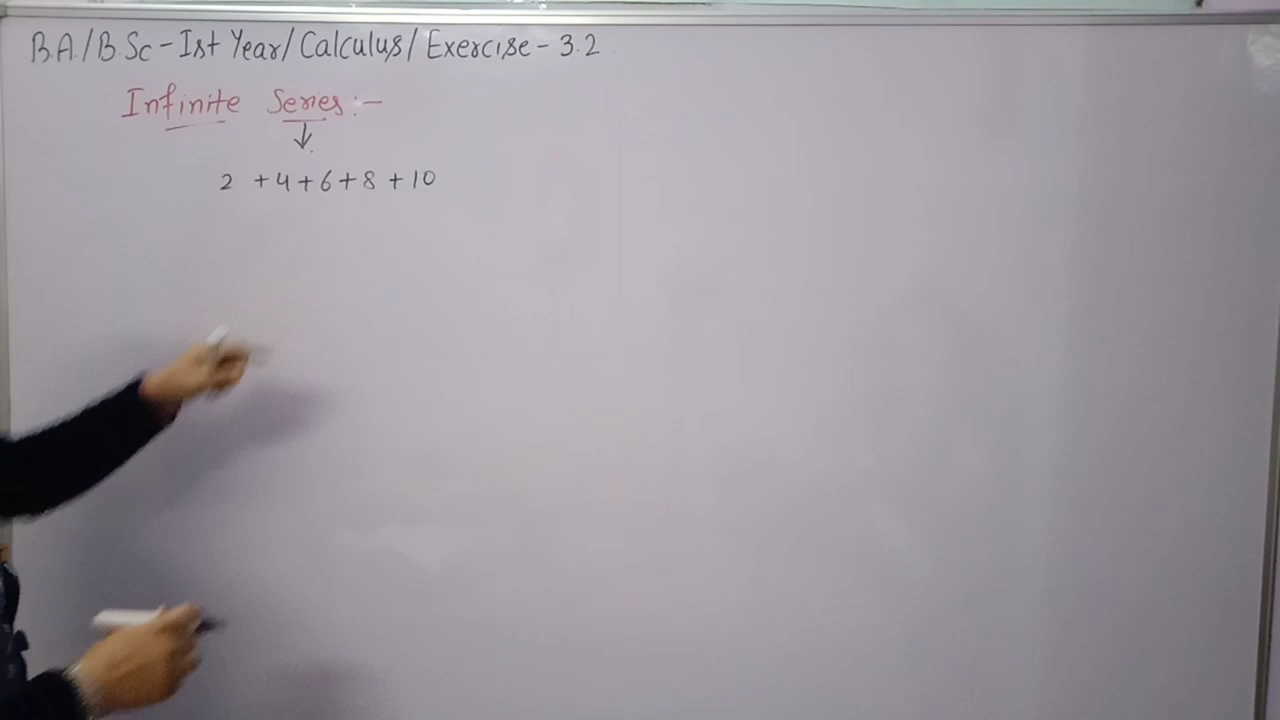 B.A./B.Sc - Ist Year/Calculus/Exercise - 3.2
Infinite Series:-
2 +4+6+8+10